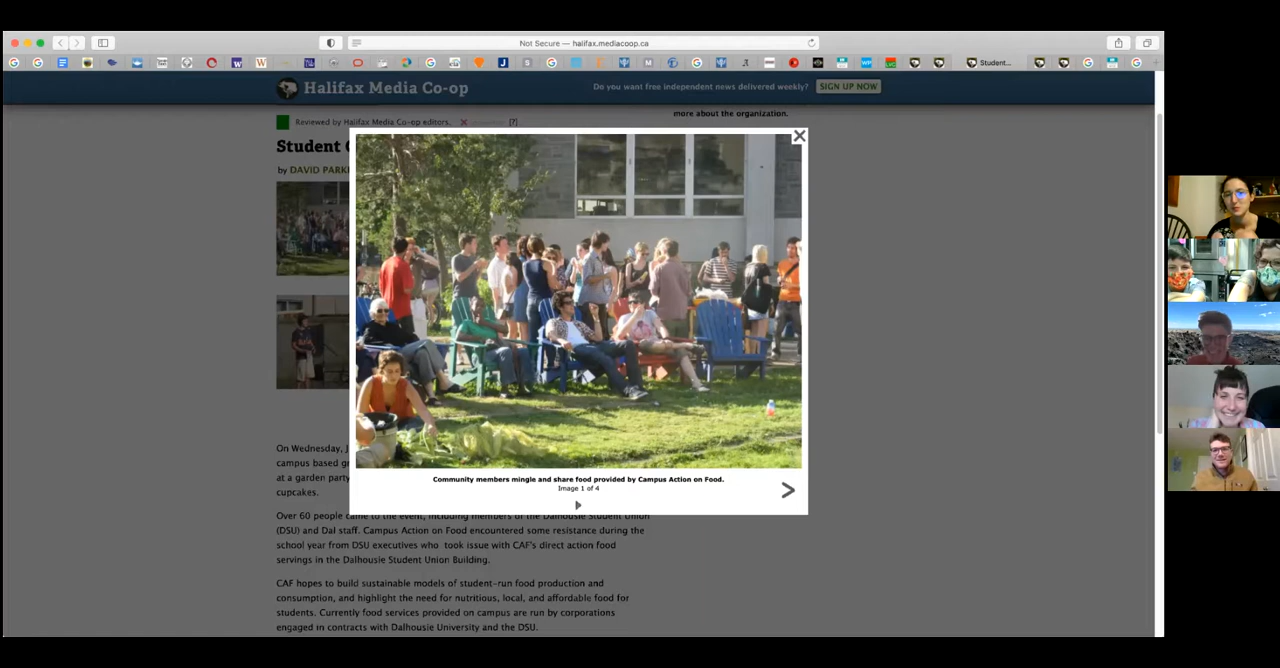 Not Secure — halifax.mediacoop.ca
Student...
Halifax Media Co-op
Do you want free independent news delivered weekly?
SIGN UP NOW
more about the organization.
Reviewed by Halifax Media Co-op editors.
[?]
Student
by DAVID PARK
Community members mingle and share food provided by Campus Action on Food.
Image 1 of 4
On Wednesday, J
campus based gr
at a garden party
cupcakes.
Over 60 people came to the event, including members of the Dalhousie Student Union
(DSU) and Dal staff. Campus Action on Food encountered some resistance during the
school year from DSU executives who took issue with CAF's direct action food
servings in the Dalhousie Student Union Building.
CAF hopes to build sustainable models of student-run food production and
consumption, and highlight the need for nutritious, local, and affordable food for
students. Currently food services provided on campus are run by corporations
engaged in contracts with Dalhousie University and the DSU.